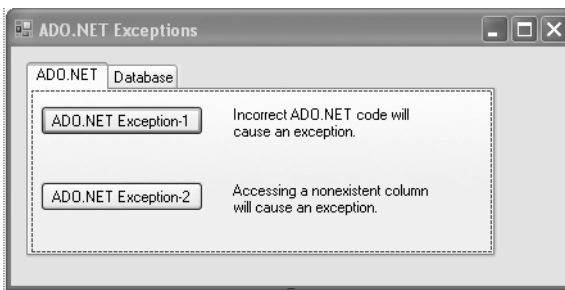 ADO.NET Exceptions
ADO.NET Database
ADO.NET Exception-1
Incorrect ADO.NET code will
cause an exception.
ADO.NET Exception-2
Accessing a nonexistent column
will cause an exception.